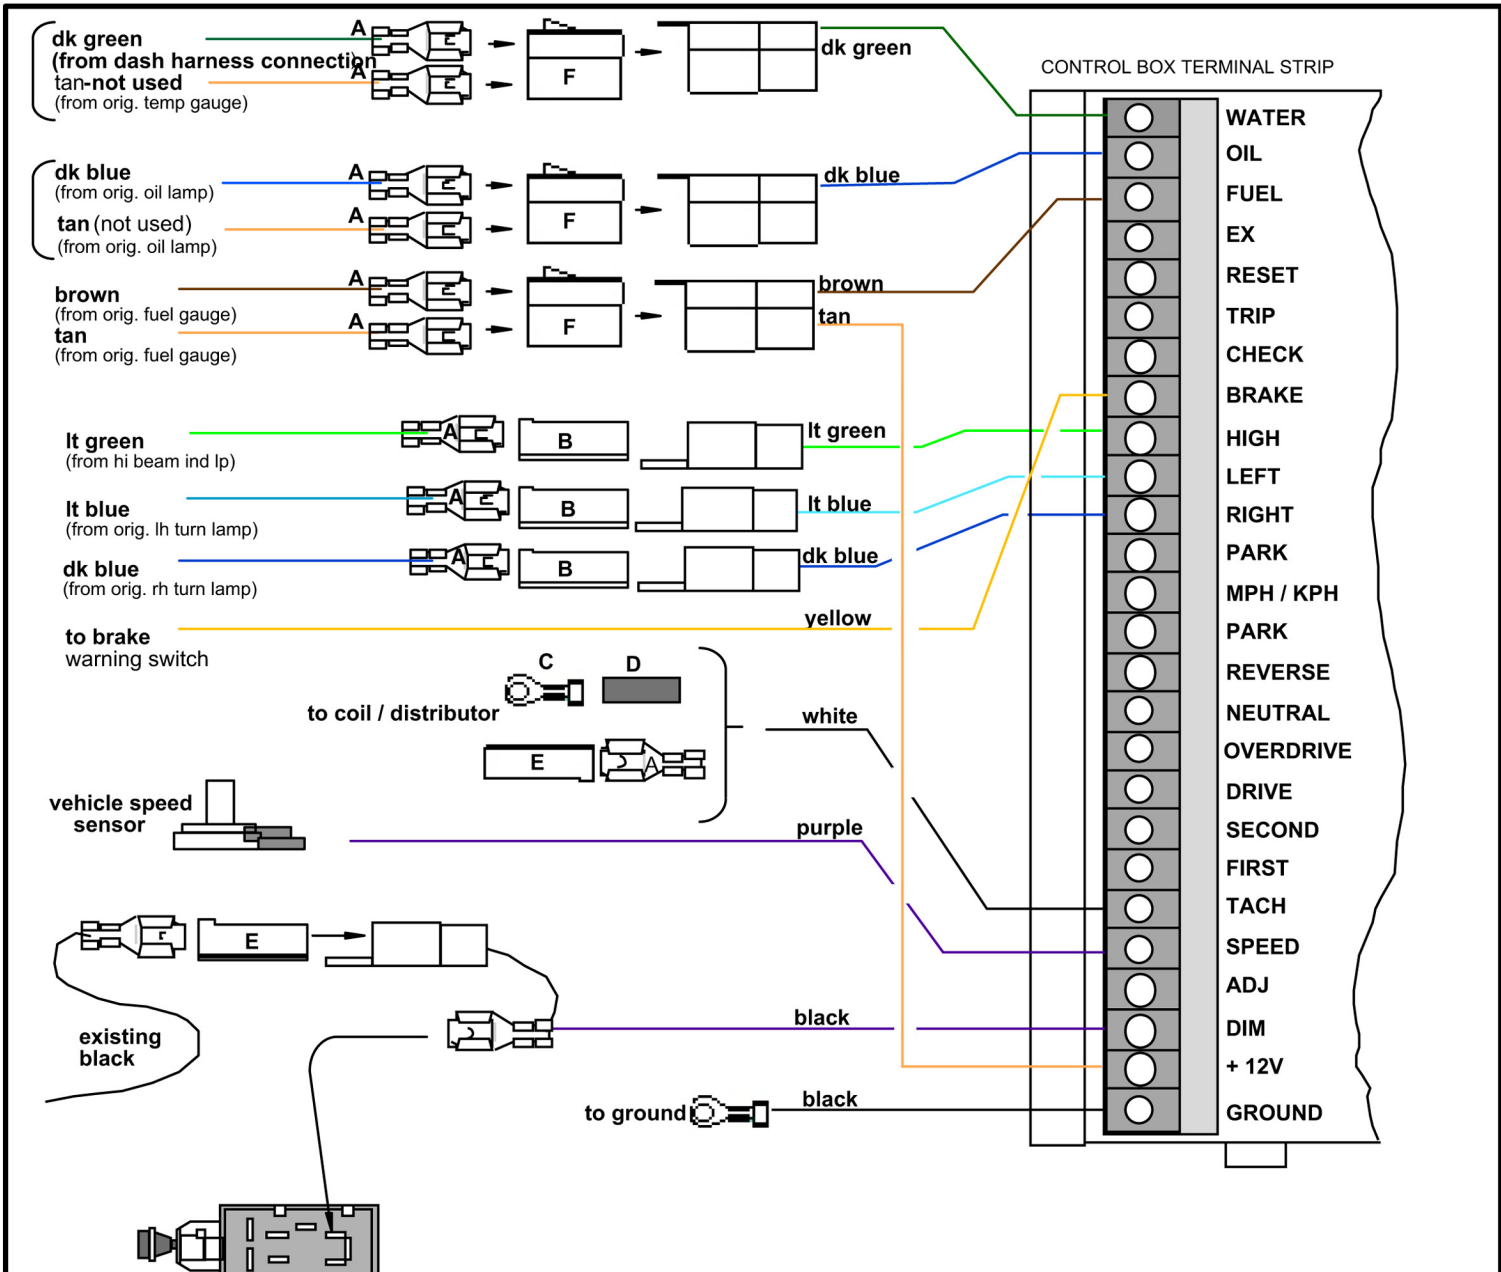 dk green
(from dash harness connection
tan-not used
(from orig. temp gauge)
A
A
F
dk green
CONTROL BOX TERMINAL STRIP
dk blue
(from orig. oil lamp)
tan (not used)
(from orig. oil lamp)
A
A
F
dk blue
brown
(from orig. fuel gauge)
tan
(from orig. fuel gauge)
A
A
F
brown
tan
lt green
(from hi beam ind lp)
A
B
lt green
lt blue
(from orig. lh turn lamp)
A
B
lt blue
dk blue
(from orig. rh turn lamp)
A
B
dk blue
to brake
warning switch
yellow
C
D
to coil / distributor
E
A
white
vehicle speed
sensor
purple
E
existing
black
black
to ground
black
WATER
OIL
FUEL
EX
RESET
TRIP
CHECK
BRAKE
HIGH
LEFT
RIGHT
PARK
MPH / KPH
PARK
REVERSE
NEUTRAL
OVERDRIVE
DRIVE
SECOND
FIRST
TACH
SPEED
ADJ
DIM
+ 12V
GROUND